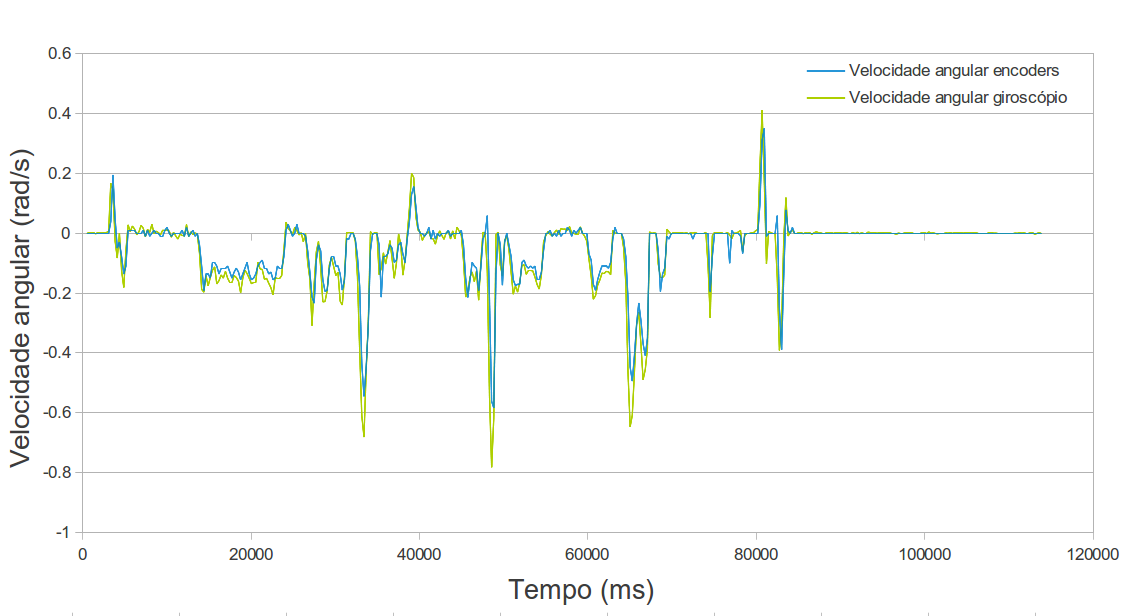 Velocidade angular encoders
Velocidade angular giroscópio
Velocidade angular (rad/s)
0.6
0.4
0.2
0
-0.2
-0.4
-0.6
-0.8
-1
0 20000 40000 60000 80000 100000 120000
Tempo (ms)